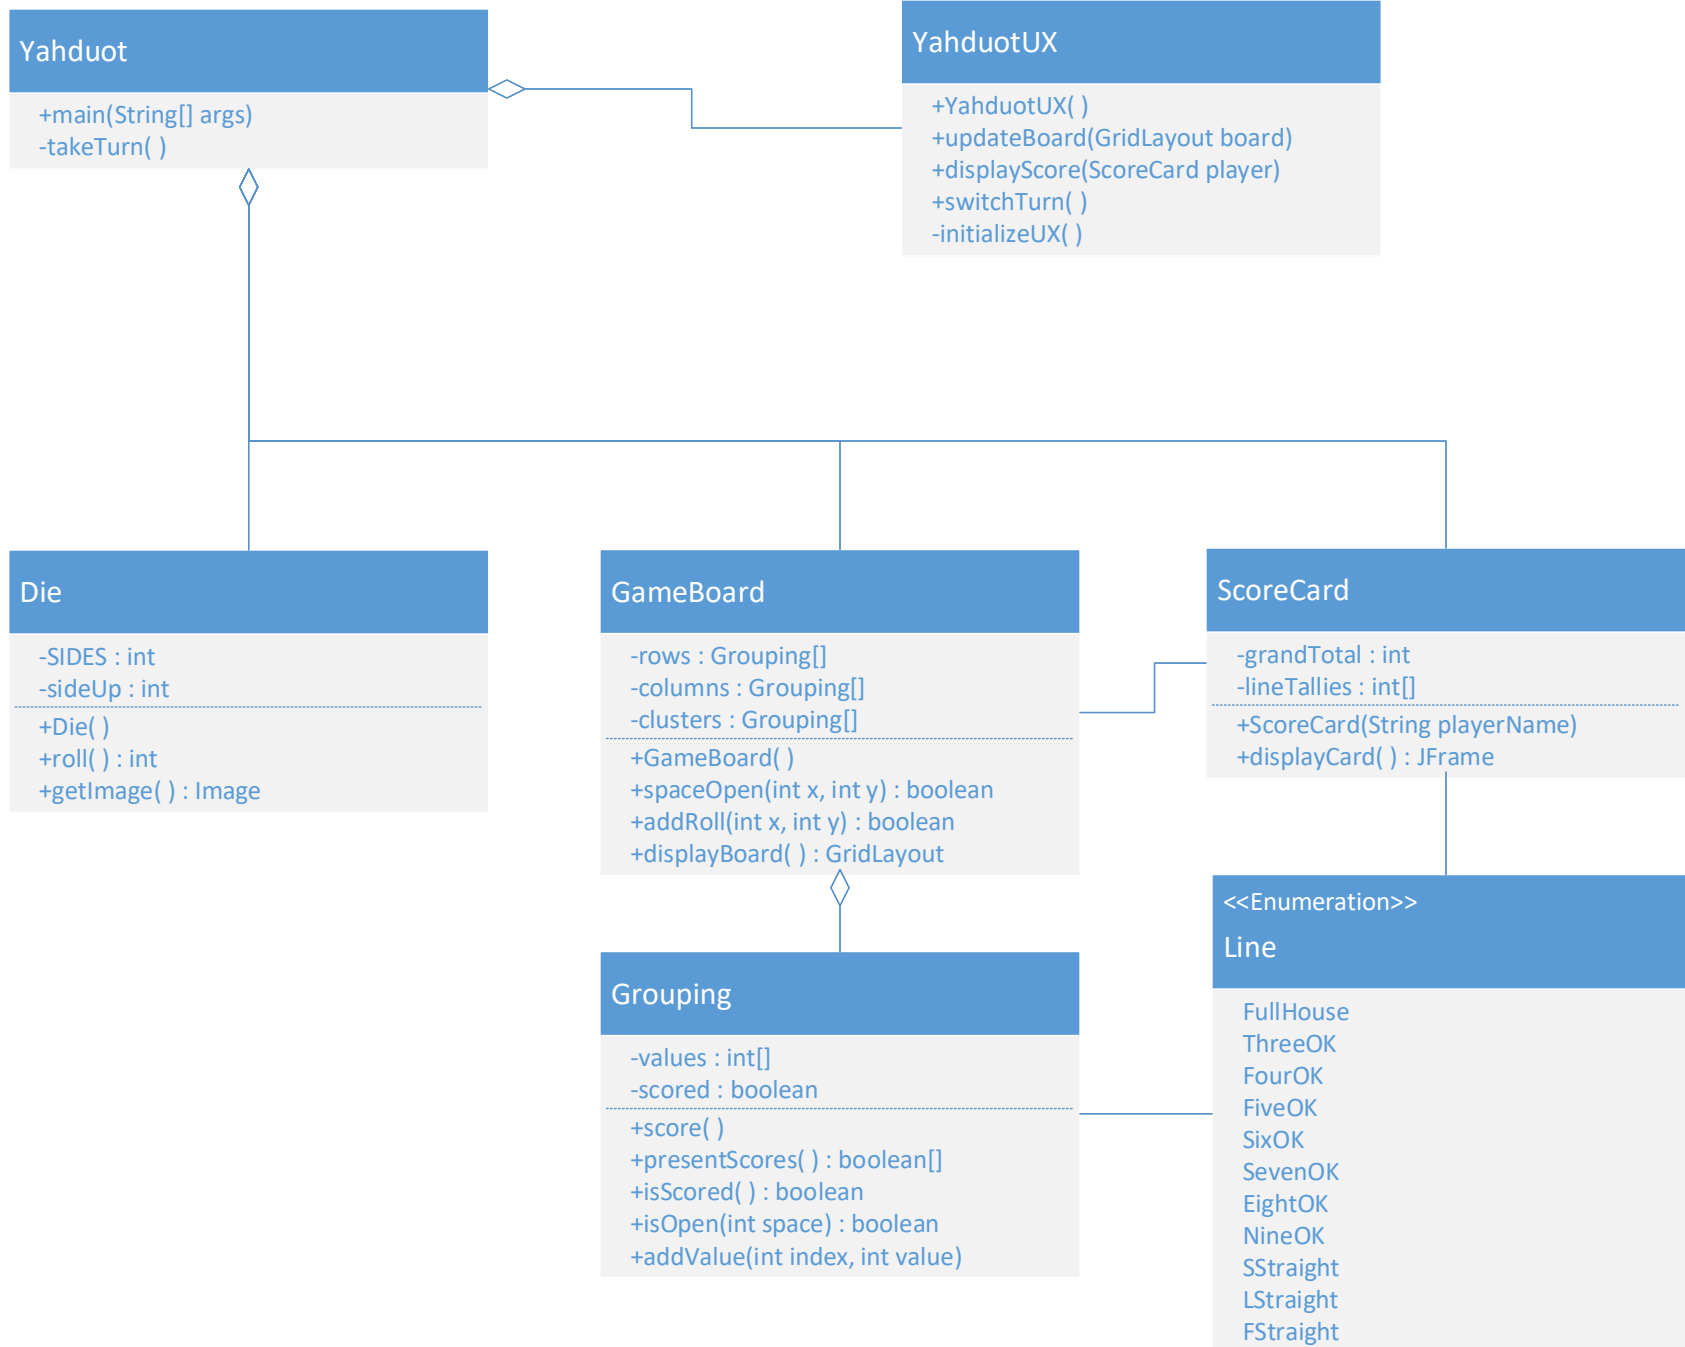 Yahduot
+main(String[] args)
-takeTurn( )
YahduotUX
+YahduotUX( )
+updateBoard(GridLayout board)
+displayScore(ScoreCard player)
+switchTurn( )
-initializeUX( )
Die
-SIDES : int
-sideUp : int
+Die( )
+roll( ) : int
+getImage( ) : Image
GameBoard
-rows : Grouping[]
-columns : Grouping[]
-clusters : Grouping[]
+GameBoard( )
+spaceOpen(int x, int y) : boolean
+addRoll(int x, int y) : boolean
+displayBoard( ) : GridLayout
ScoreCard
-grandTotal : int
-lineTallies : int[]
+ScoreCard(String playerName)
+displayCard( ) : JFrame
Grouping
-values : int[]
-scored : boolean
+score( )
+presentScores( ) : boolean[]
+isScored( ) : boolean
+isOpen(int space) : boolean
+addValue(int index, int value)
<<Enumeration>>
Line
FullHouse
ThreeOK
FourOK
FiveOK
SixOK
SevenOK
EightOK
NineOK
SStraight
LStraight
FStraight